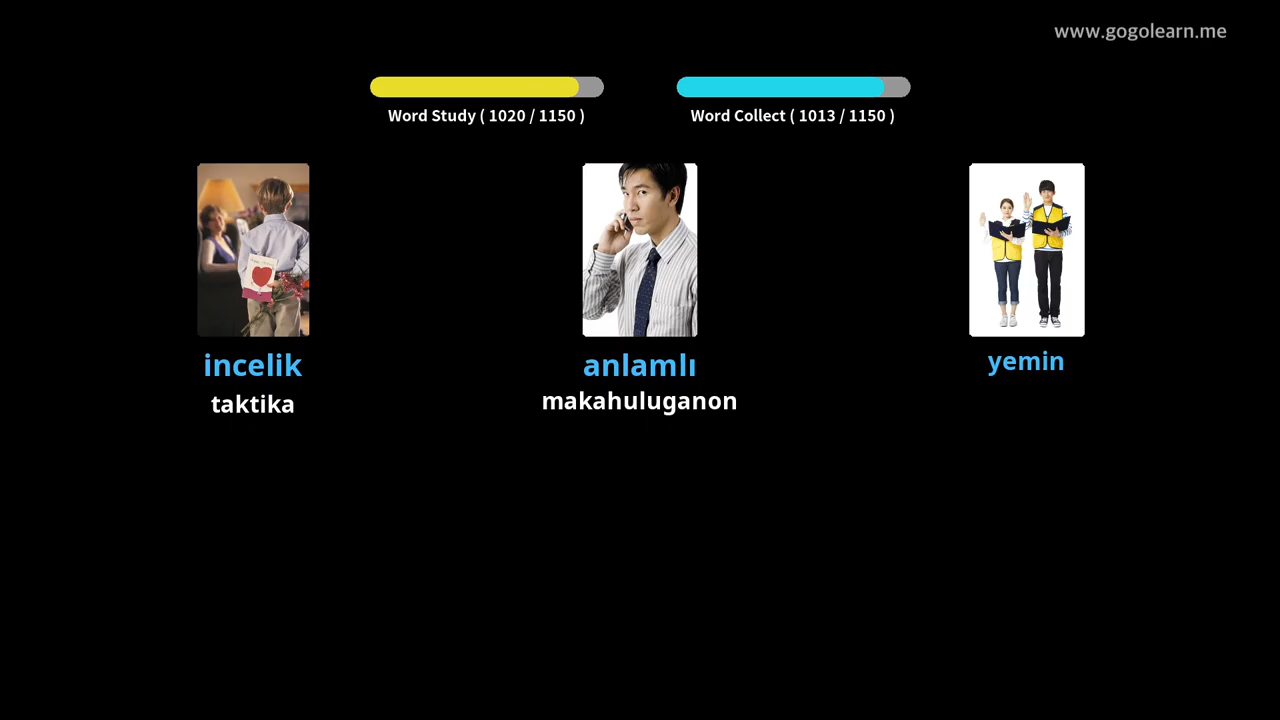 www.gogolearn.me
Word Study ( 1020 / 1150 )
Word Collect ( 1013 / 1150 )
incelik
anlamlı
yemin
taktika
makahuluganon